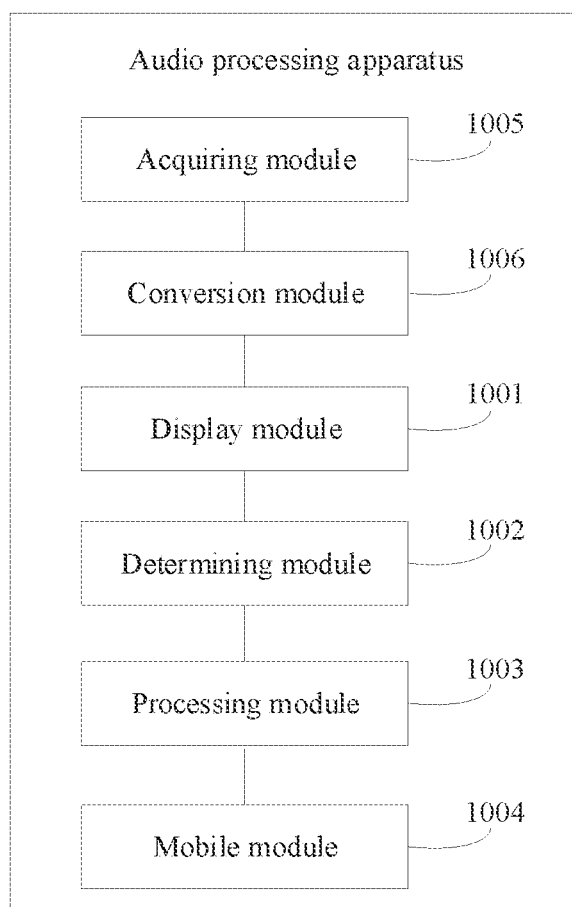 Audio processing apparatus
1005
Acquiring module
1006
Conversion module
1001
Display module
1002
Determining module
1003
Processing module
1004
Mobile module